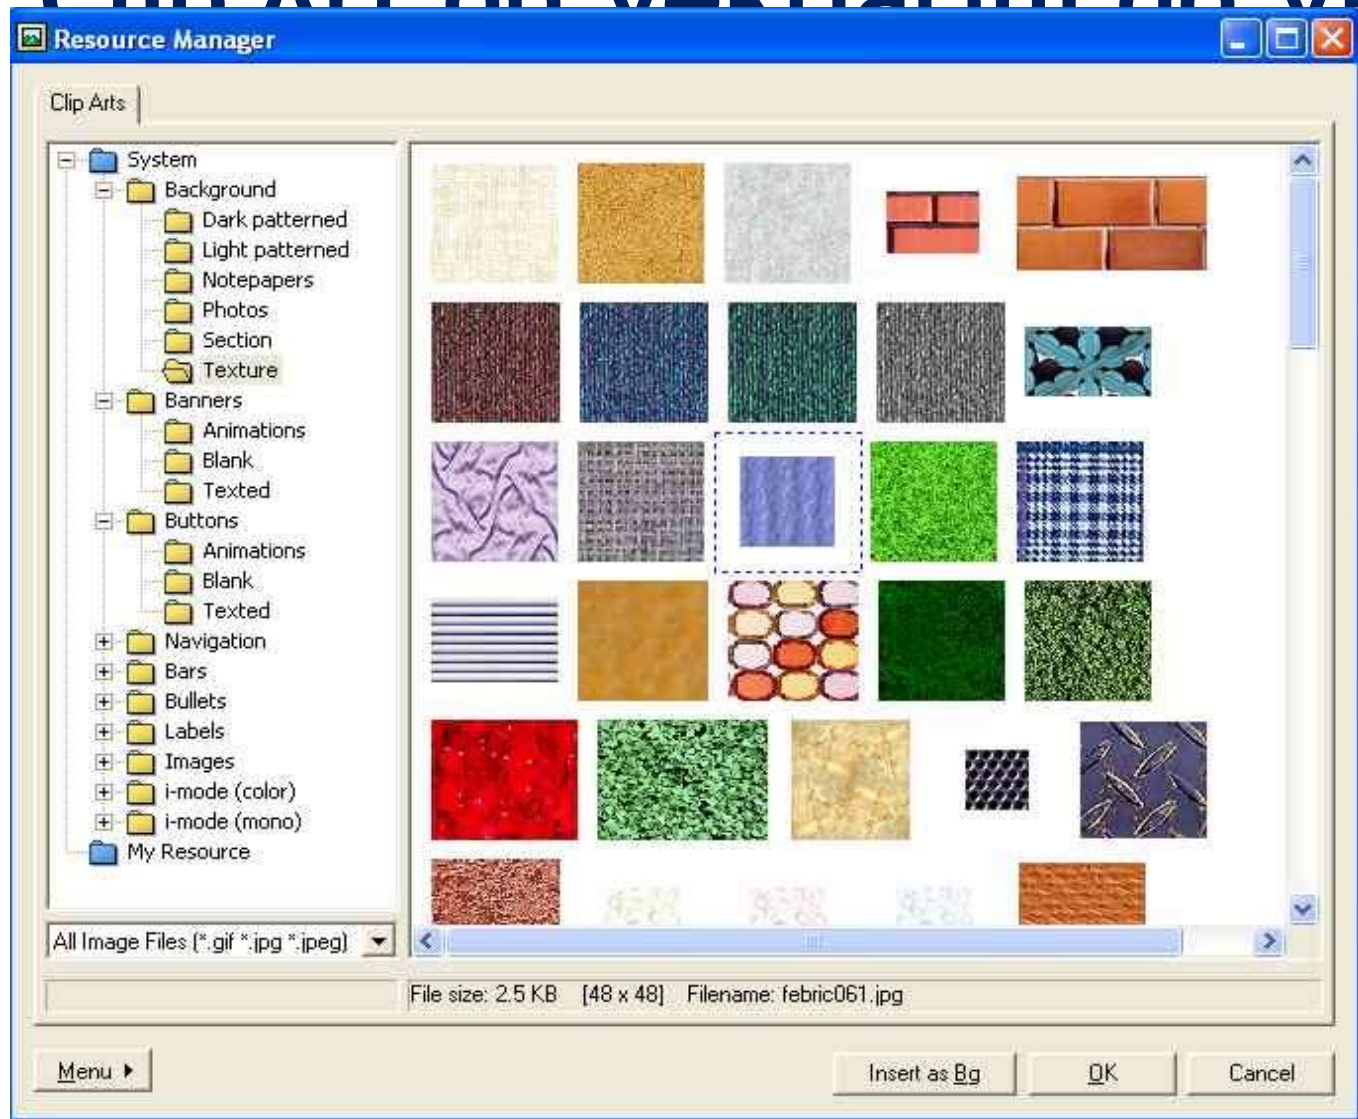 Resource Manager
Clip Arts
System
Background
Dark patterned
Light patterned
Notepapers
Photos
Section
Texture
Banners
Animations
Blank
Texted
Buttons
Animations
Blank
Texted
Navigation
Bars
Bullets
Labels
Images
i-mode (color)
i-mode (mono)
My Resource
All Image Files (*.gif *.jpg *.jpeg)
File size: 2.5 KB [48 x 48] Filename: febric061.jpg
Menu
Insert as Bg
OK
Cancel